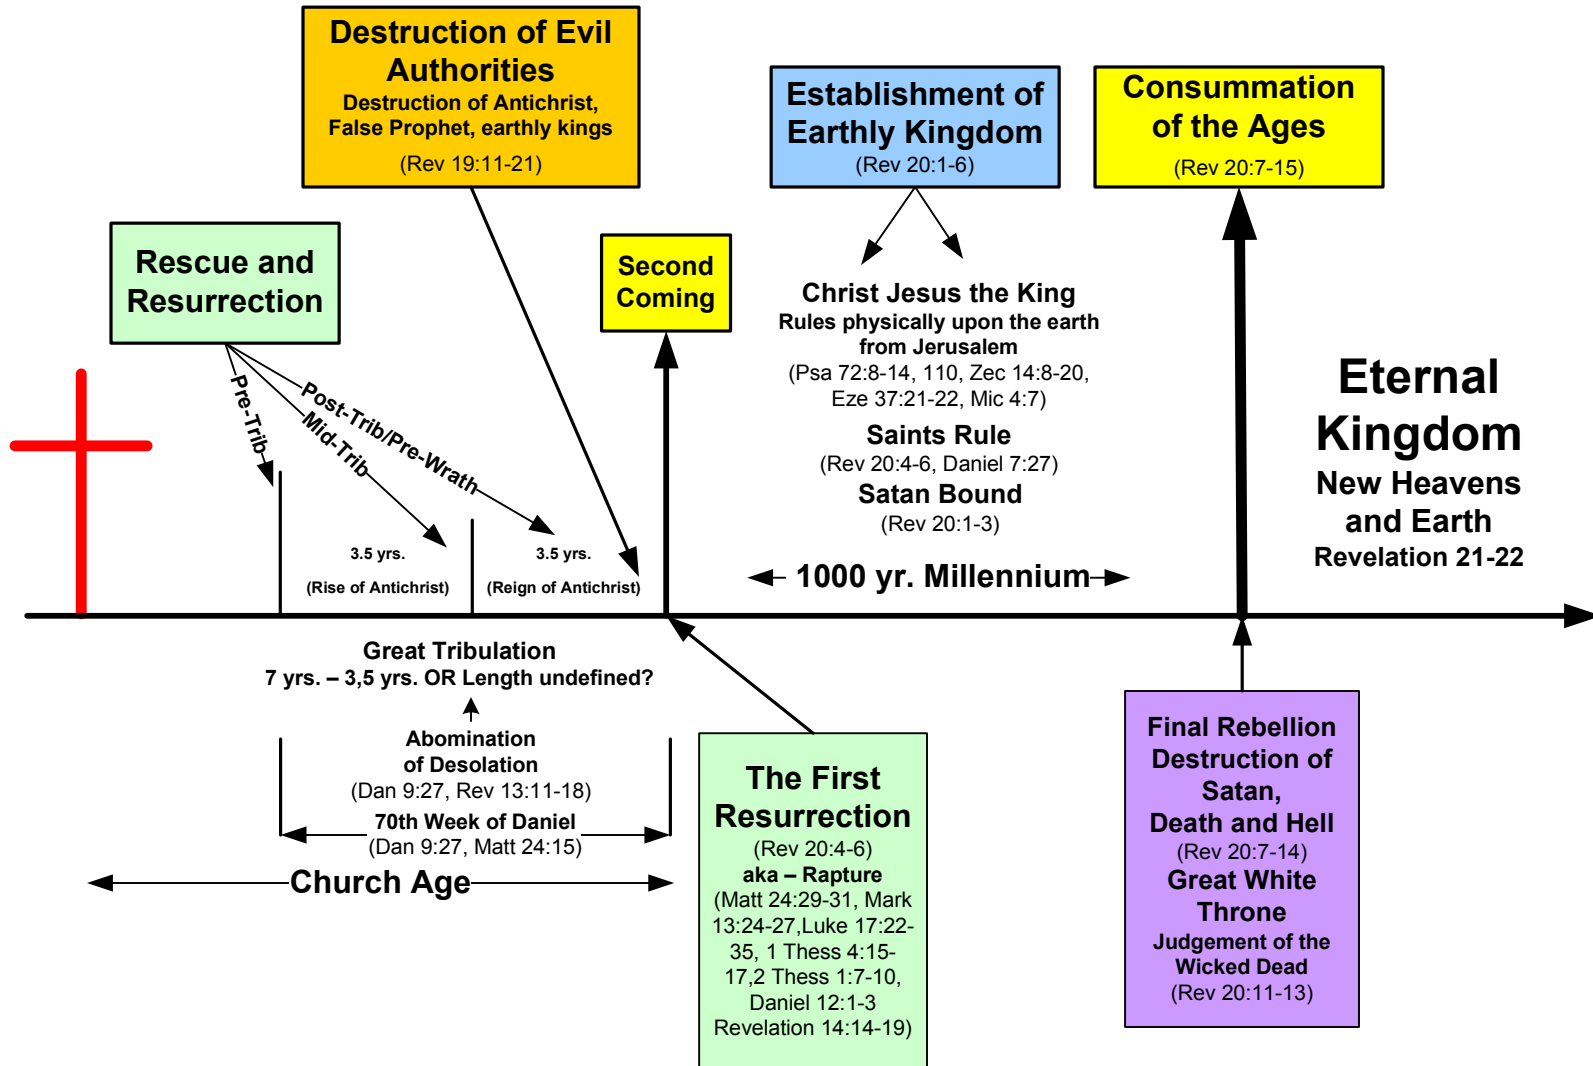 Destruction of Evil
Authorities
Destruction of Antichrist,
False Prophet, earthly kings
(Rev 19:11-21)
Establishment of
Earthly Kingdom
(Rev 20:1-6)
Consummation
of the Ages
(Rev 20:7-15)
Rescue and
Resurrection
Second
Coming
Pre-Trib
Mid-Trib
Post-Trib/Pre-Wrath
Christ Jesus the King
Rules physically upon the earth
from Jerusalem
(Psa 72:8-14, 110, Zec 14:8-20,
Eze 37:21-22, Mic 4:7)
Saints Rule
(Rev 20:4-6, Daniel 7:27)
Satan Bound
(Rev 20:1-3)
Eternal
Kingdom
New Heavens
and Earth
Revelation 21-22
3.5 yrs.
(Rise of Antichrist)
3.5 yrs.
(Reign of Antichrist)
1000 yr. Millennium
Great Tribulation
7 yrs. – 3,5 yrs. OR Length undefined?
Abomination
of Desolation
(Dan 9:27, Rev 13:11-18)
70th Week of Daniel
(Dan 9:27, Matt 24:15)
Church Age
The First
Resurrection
(Rev 20:4-6)
aka – Rapture
(Matt 24:29-31, Mark
13:24-27,Luke 17:22-
35, 1 Thess 4:15-
17,2 Thess 1:7-10,
Daniel 12:1-3
Revelation 14:14-19)
Final Rebellion
Destruction of
Satan,
Death and Hell
(Rev 20:7-14)
Great White
Throne
Judgement of the
Wicked Dead
(Rev 20:11-13)